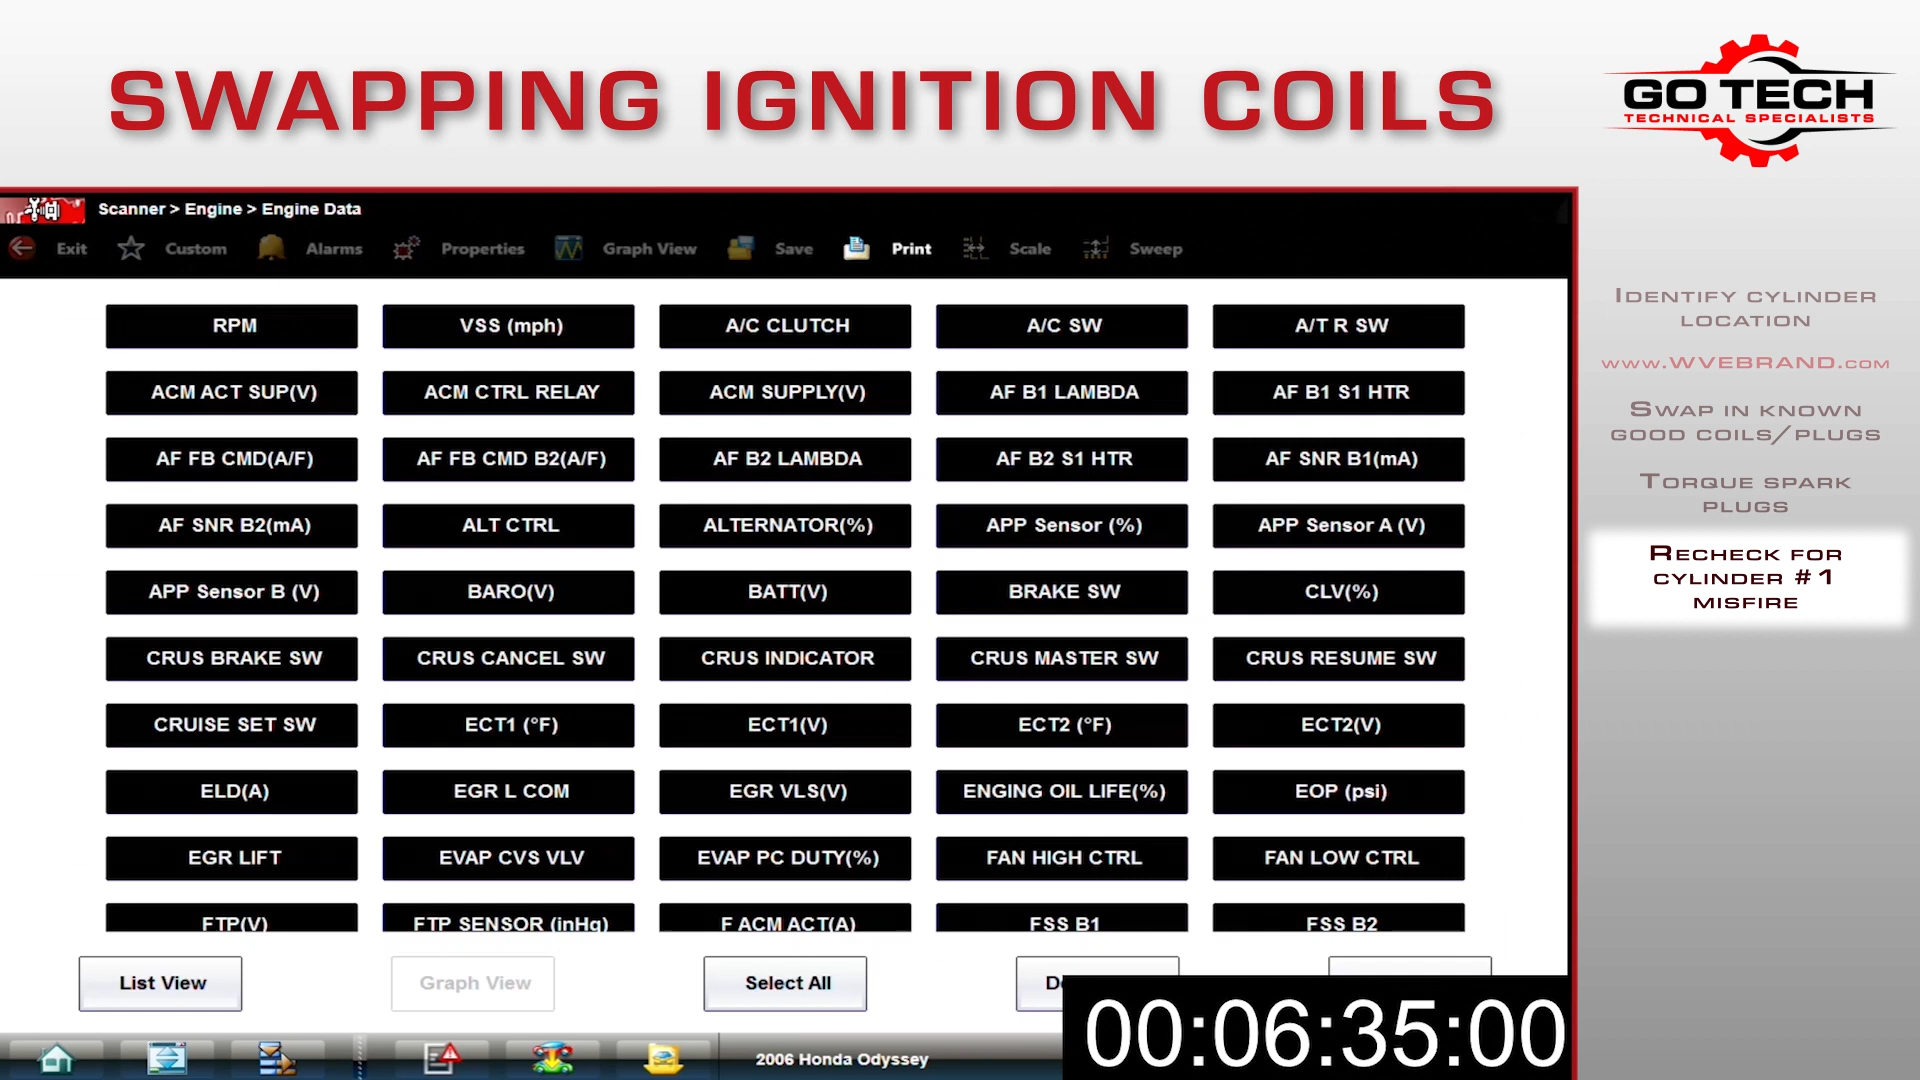 SWAPPING IGNITION COILS
GO TECH
TECHNICAL SPECIALISTS
Scanner > Engine > Engine Data
Exit Custom Alarms Properties Graph View Save Print Scale Sweep
RPM VSS (mph) A/C CLUTCH A/C SW A/T R SW
ACM ACT SUP(V) ACM CTRL RELAY ACM SUPPLY(V) AF B1 LAMBDA AF B1 S1 HTR
AF FB CMD(A/F) AF FB CMD B2(A/F) AF B2 LAMBDA AF B2 S1 HTR AF SNR B1(mA)
AF SNR B2(mA) ALT CTRL ALTERNATOR(%) APP Sensor (%) APP Sensor A (V)
APP Sensor B (V) BARO(V) BATT(V) BRAKE SW CLV(%)
CRUS BRAKE SW CRUS CANCEL SW CRUS INDICATOR CRUS MASTER SW CRUS RESUME SW
CRUISE SET SW ECT1 (°F) ECT1(V) ECT2 (°F) ECT2(V)
ELD(A) EGR L COM EGR VLS(V) ENGING OIL LIFE(%) EOP (psi)
EGR LIFT EVAP CVS VLV EVAP PC DUTY(%) FAN HIGH CTRL FAN LOW CTRL
FTP(V) FTP SENSOR (inHg) F ACM ACT(A) FSS B1 FSS B2
List View Graph View Select All
2006 Honda Odyssey
00:06:35:00
IDENTIFY CYLINDER
LOCATION
WWW.WVEBRAND.COM
SWAP IN KNOWN
GOOD COILS/PLUGS
TORQUE SPARK
PLUGS
RECHECK FOR
CYLINDER #1
MISFIRE